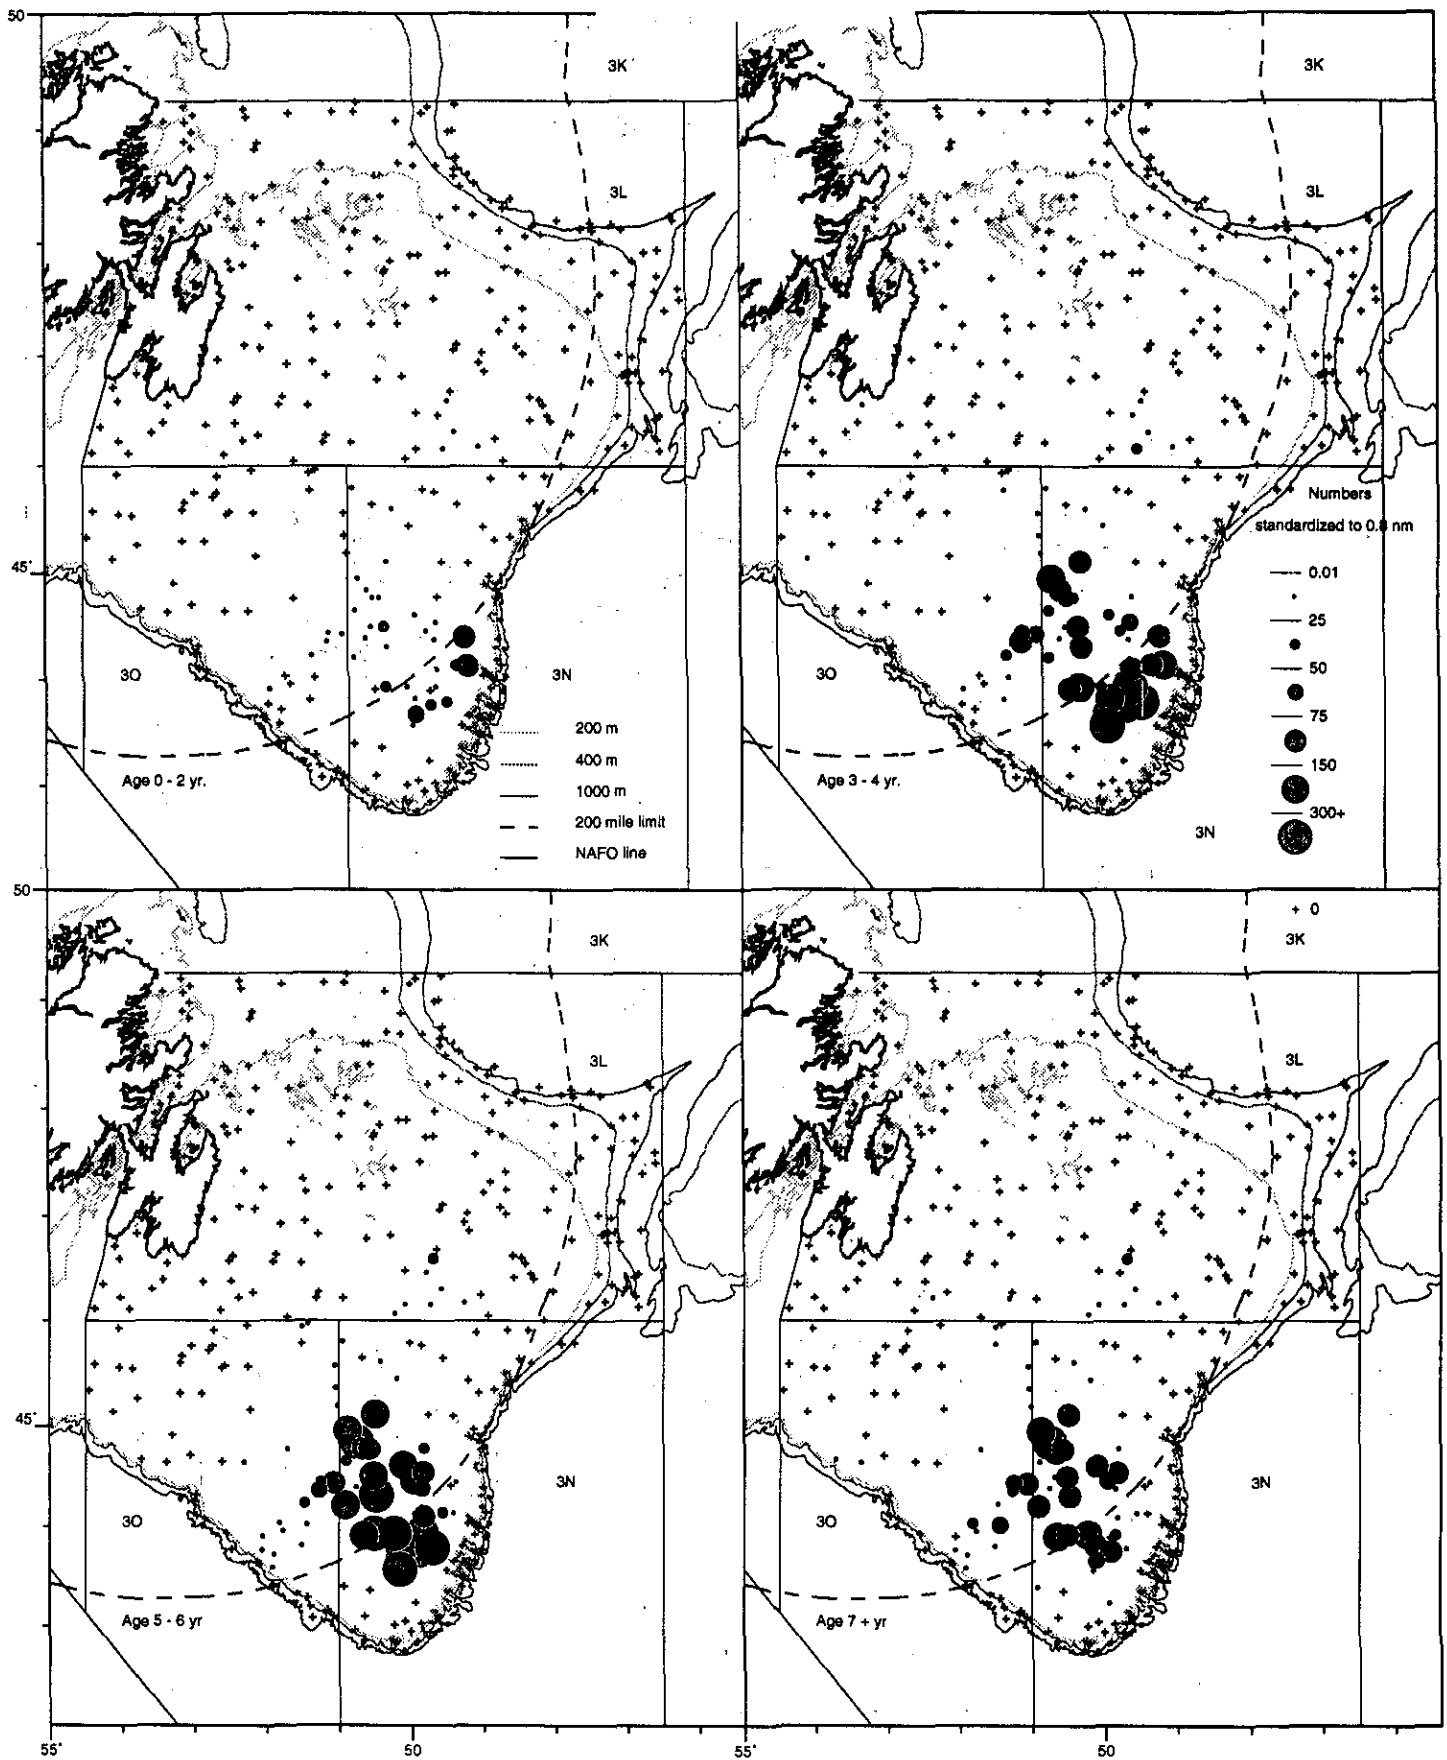 50
3K
3K
3L
3L
Numbers
standardized to 0.8 nm
45°
0.01
25
50
3O
3N
3O
75
200 m
400 m
150
Age 0 - 2 yr.
Age 3 - 4 yr.
1000 m
300+
200 mile limit
3N
NAFO line
50
+ 0
3K
3K
3L
3L
45°
3N
3N
3O
3O
Age 5 - 6 yr
Age 7 + yr
55°
50
55°
50